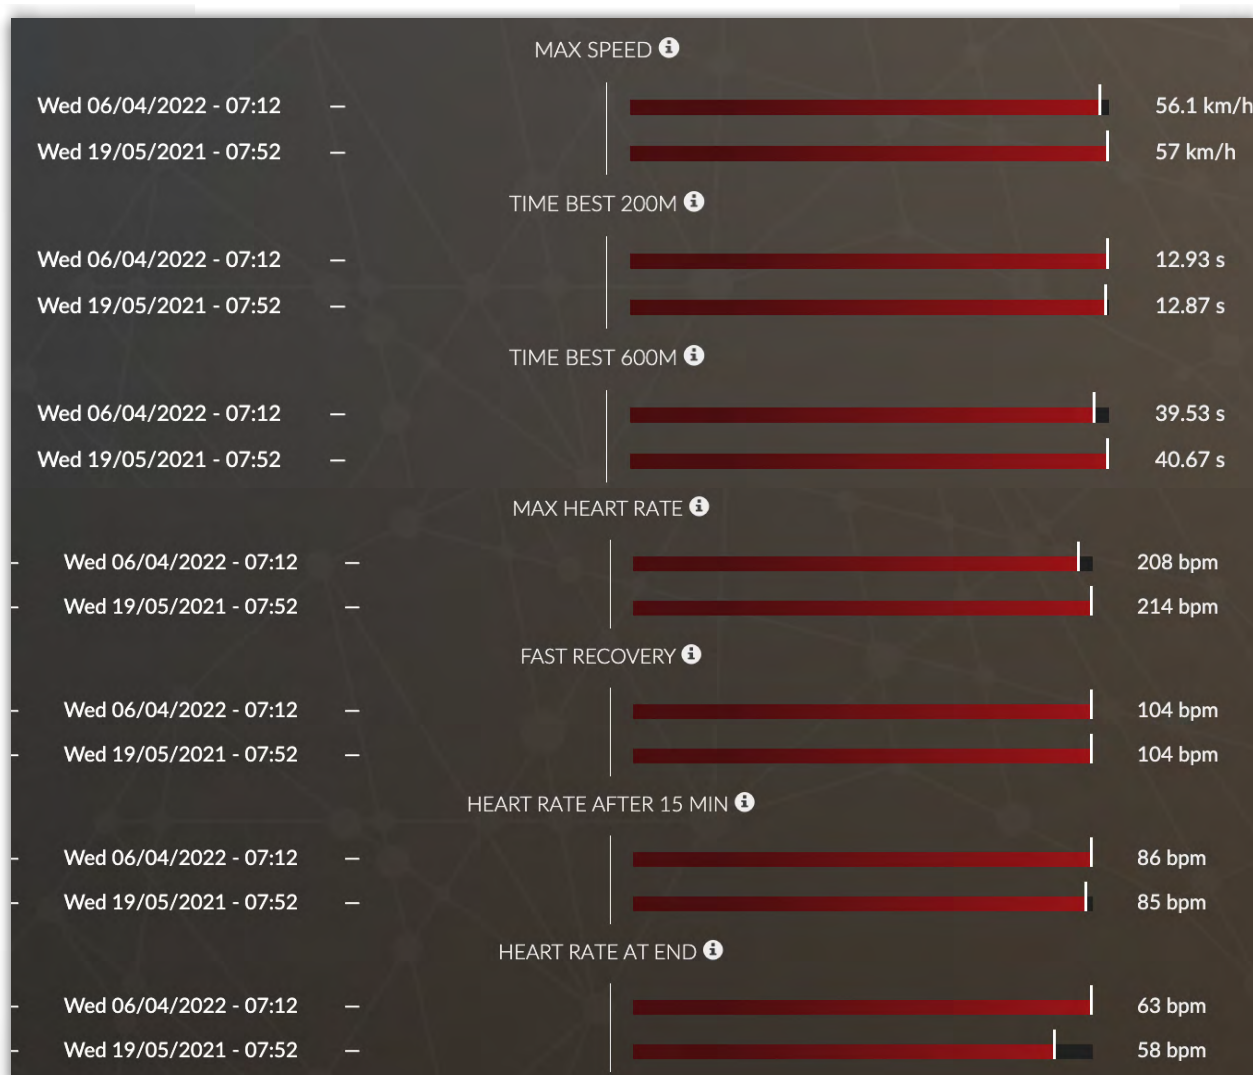 MAX SPEED
Wed 06/04/2022 - 07:12 – 56.1 km/h
Wed 19/05/2021 - 07:52 – 57 km/h
TIME BEST 200M
Wed 06/04/2022 - 07:12 – 12.93 s
Wed 19/05/2021 - 07:52 – 12.87 s
TIME BEST 600M
Wed 06/04/2022 - 07:12 – 39.53 s
Wed 19/05/2021 - 07:52 – 40.67 s
MAX HEART RATE
Wed 06/04/2022 - 07:12 – 208 bpm
Wed 19/05/2021 - 07:52 – 214 bpm
FAST RECOVERY
Wed 06/04/2022 - 07:12 – 104 bpm
Wed 19/05/2021 - 07:52 – 104 bpm
HEART RATE AFTER 15 MIN
Wed 06/04/2022 - 07:12 – 86 bpm
Wed 19/05/2021 - 07:52 – 85 bpm
HEART RATE AT END
Wed 06/04/2022 - 07:12 – 63 bpm
Wed 19/05/2021 - 07:52 – 58 bpm